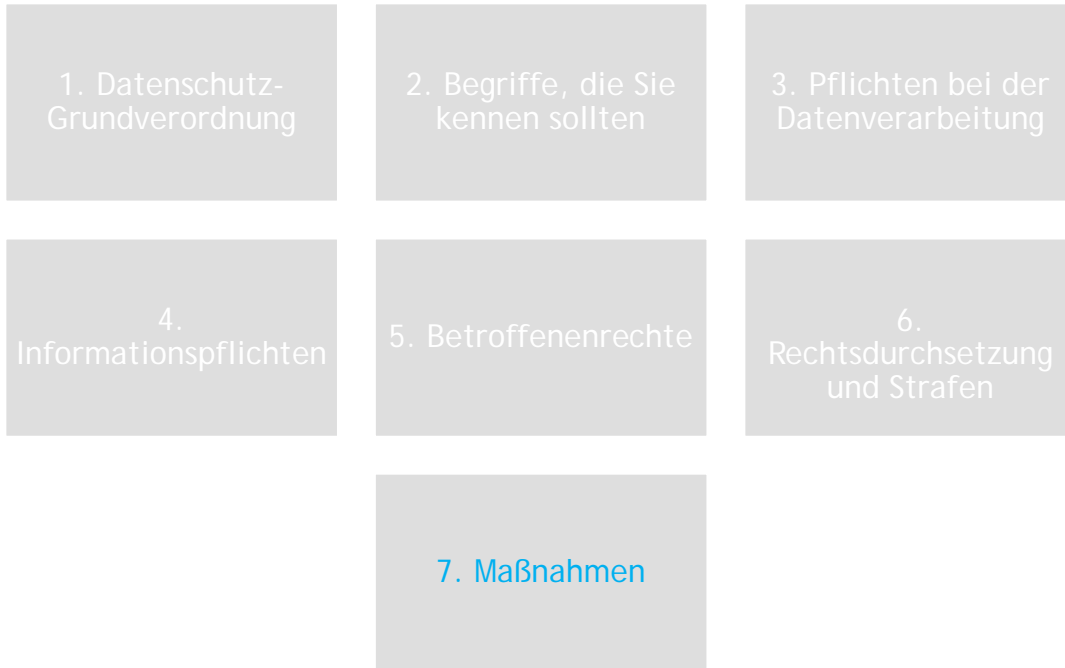 1. Datenschutz-
Grundverordnung
2. Begriffe, die Sie
kennen sollten
3. Pflichten bei der
Datenverarbeitung
4.
Informationspflichten
5. Betroffenenrechte
6.
Rechtsdurchsetzung
und Strafen
7. Maßnahmen